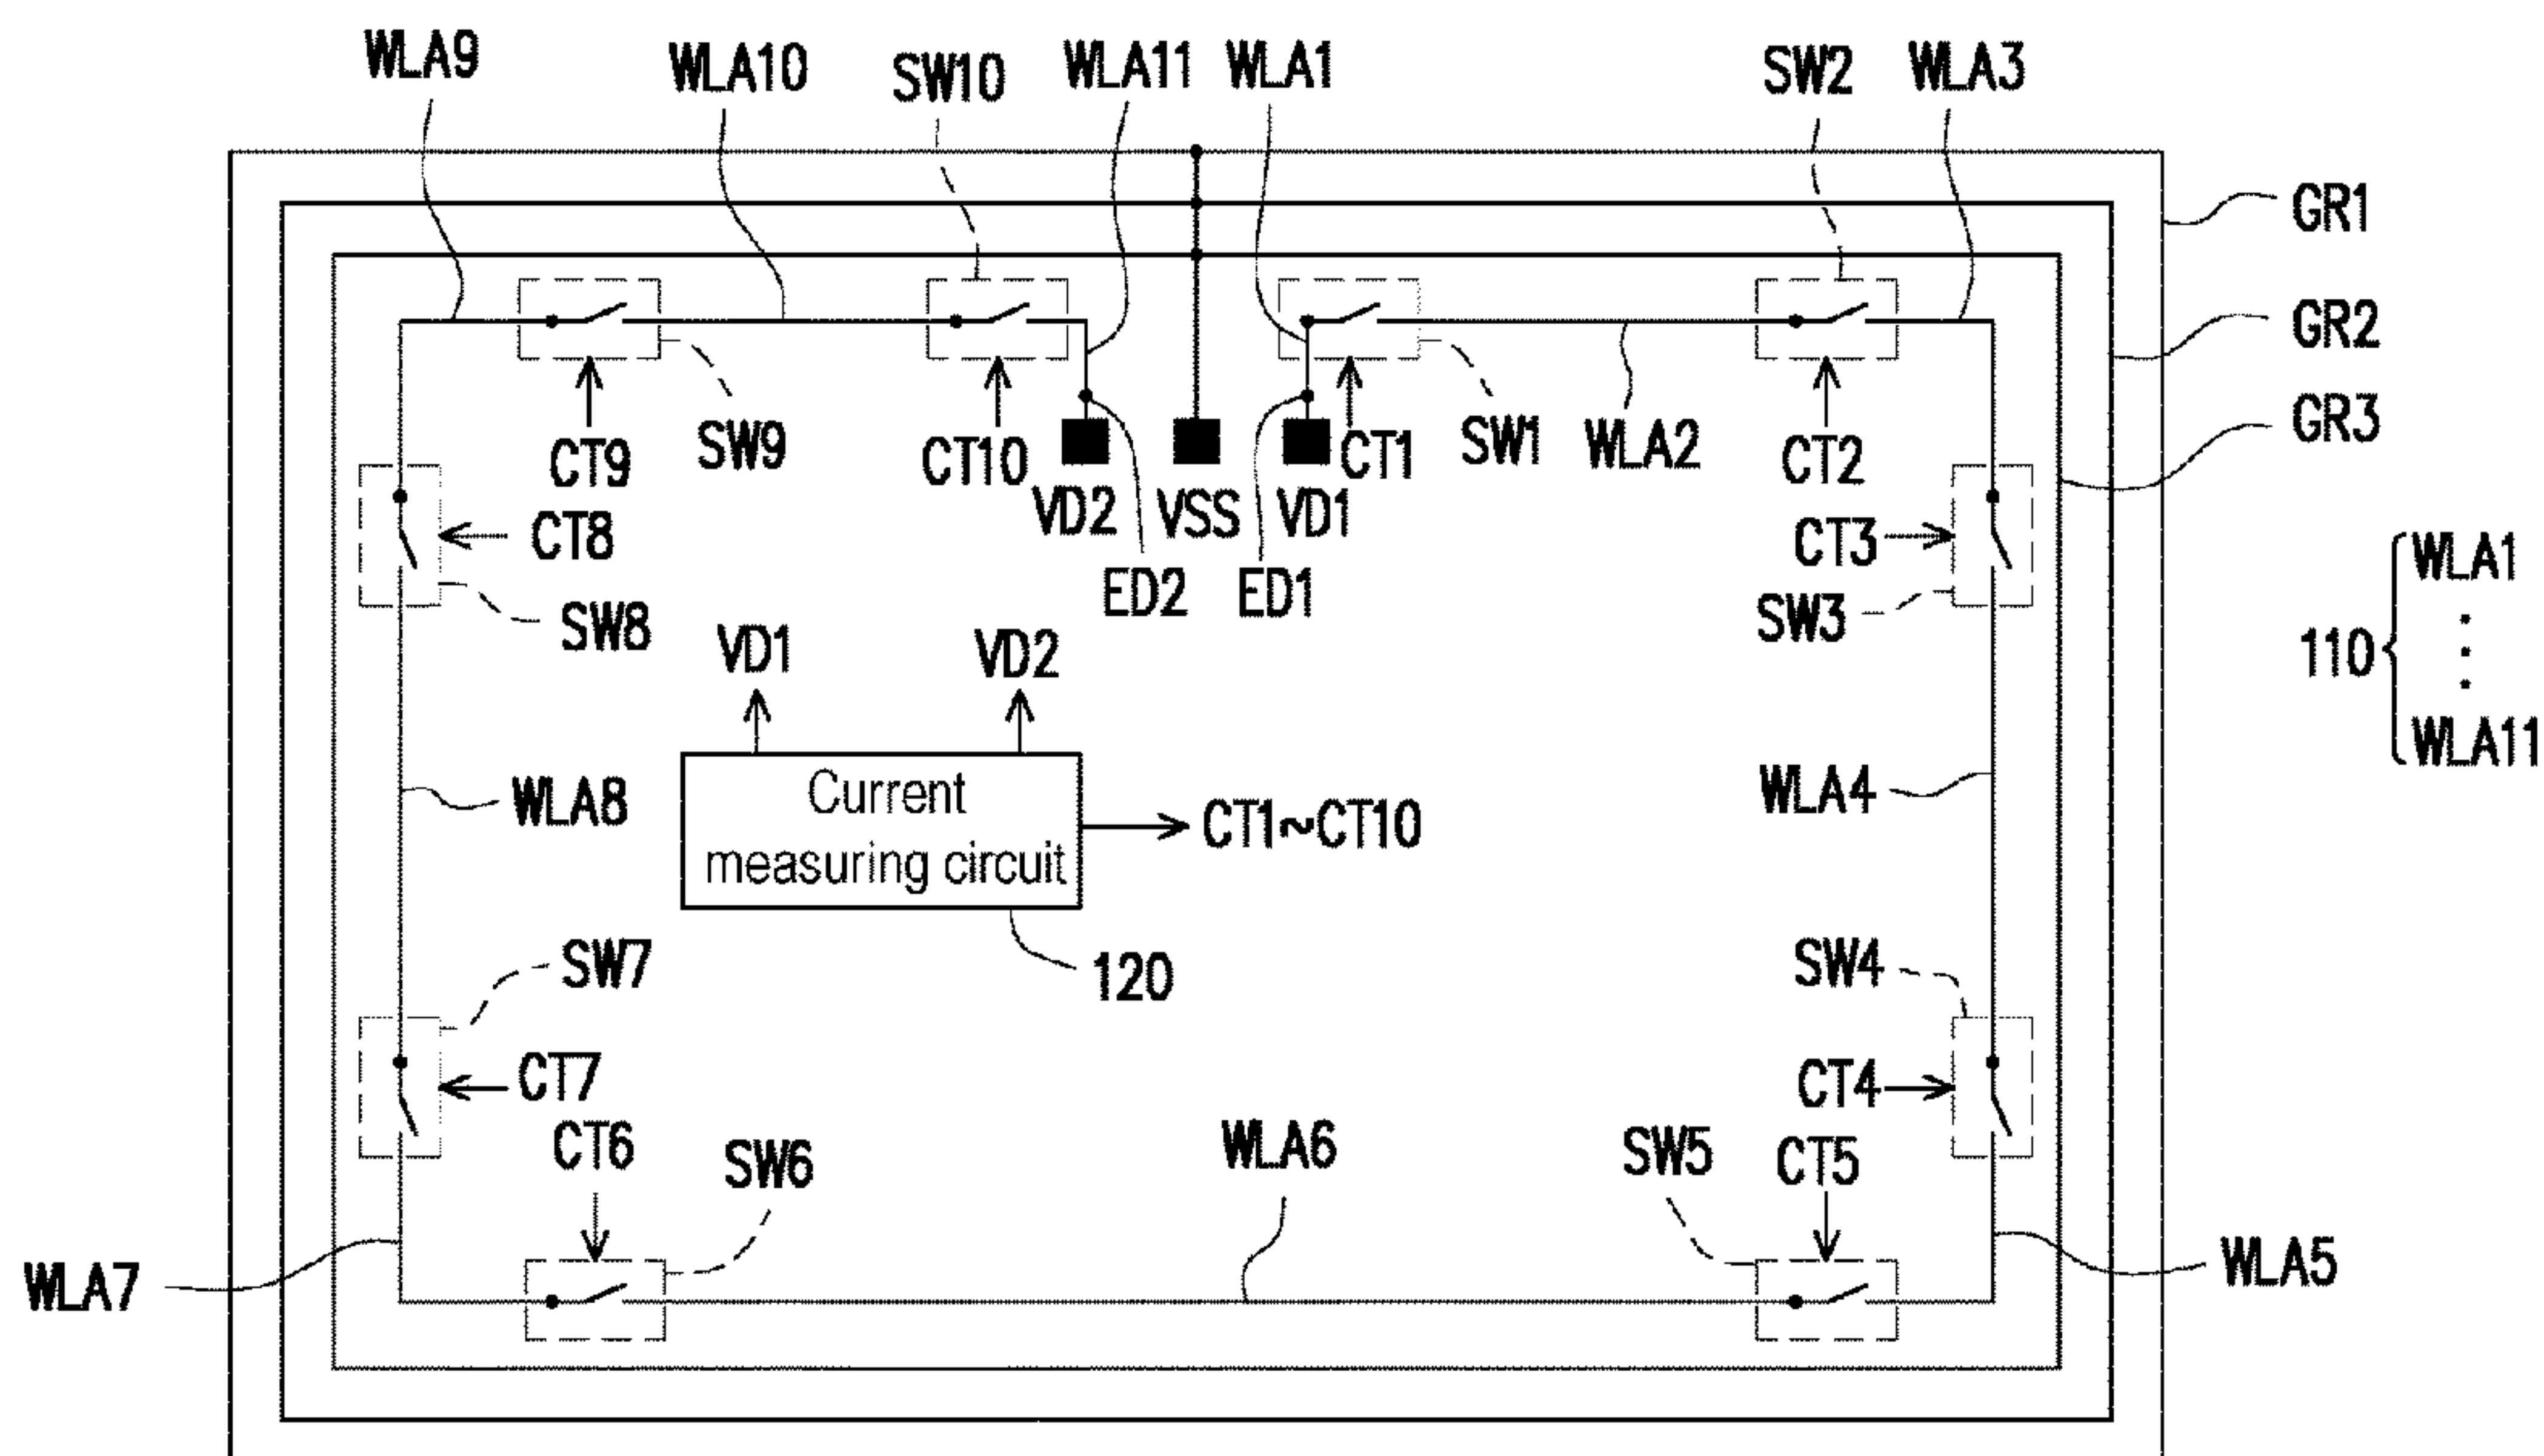 WLA9 WLA10 SW10 WLA11 WLA1 SW2 WLA3
GR1
GR2
GR3
CT9 SW9 CT10 CT1 SW1 WLA2 CT2
VD2 VSS VD1
CT8 CT3
ED2 ED1
SW8 SW3
WLA1
110
WLA11
VD1 VD2
WLA8 WLA4
Current
measuring circuit
CT1~CT10
120
SW7 SW4
CT7 CT4
CT6 SW6 WLA6 SW5 CT5
WLA7 WLA5